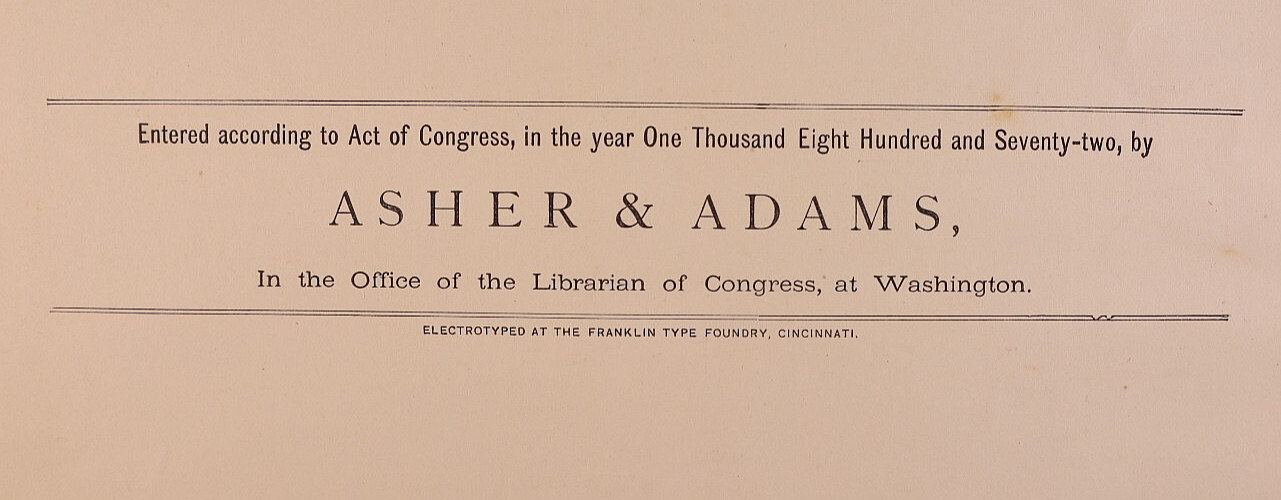 Entered according to Act of Congress, in the year One Thousand Eight Hundred and Seventy-two, by
ASHER & ADAMS,
In the Office of the Librarian of Congress, at Washington.
ELECTROTYPED AT THE FRANKLIN TYPE FOUNDRY, CINCINNATI.